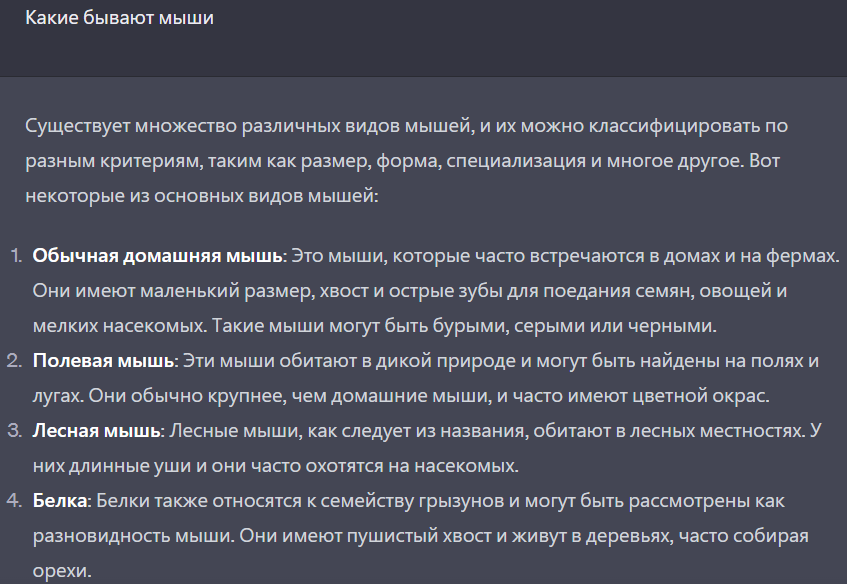 Какие бывают мыши
Существует множество различных видов мышей, и их можно классифицировать по
разным критериям, таким как размер, форма, специализация и многое другое. Вот
некоторые из основных видов мышей:
1. Обычная домашняя мышь: Это мыши, которые часто встречаются в домах и на фермах.
Они имеют маленький размер, хвост и острые зубы для поедания семян, овощей и
мелких насекомых. Такие мыши могут быть бурыми, серыми или черными.
2. Полевая мышь: Эти мыши обитают в дикой природе и могут быть найдены на полях и
лугах. Они обычно крупнее, чем домашние мыши, и часто имеют цветной окрас.
3. Лесная мышь: Лесные мыши, как следует из названия, обитают в лесных местностях. У
них длинные уши и они часто охотятся на насекомых.
4. Белка: Белки также относятся к семейству грызунов и могут быть рассмотрены как
разновидность мыши. Они имеют пушистый хвост и живут в деревьях, часто собирая
орехи.